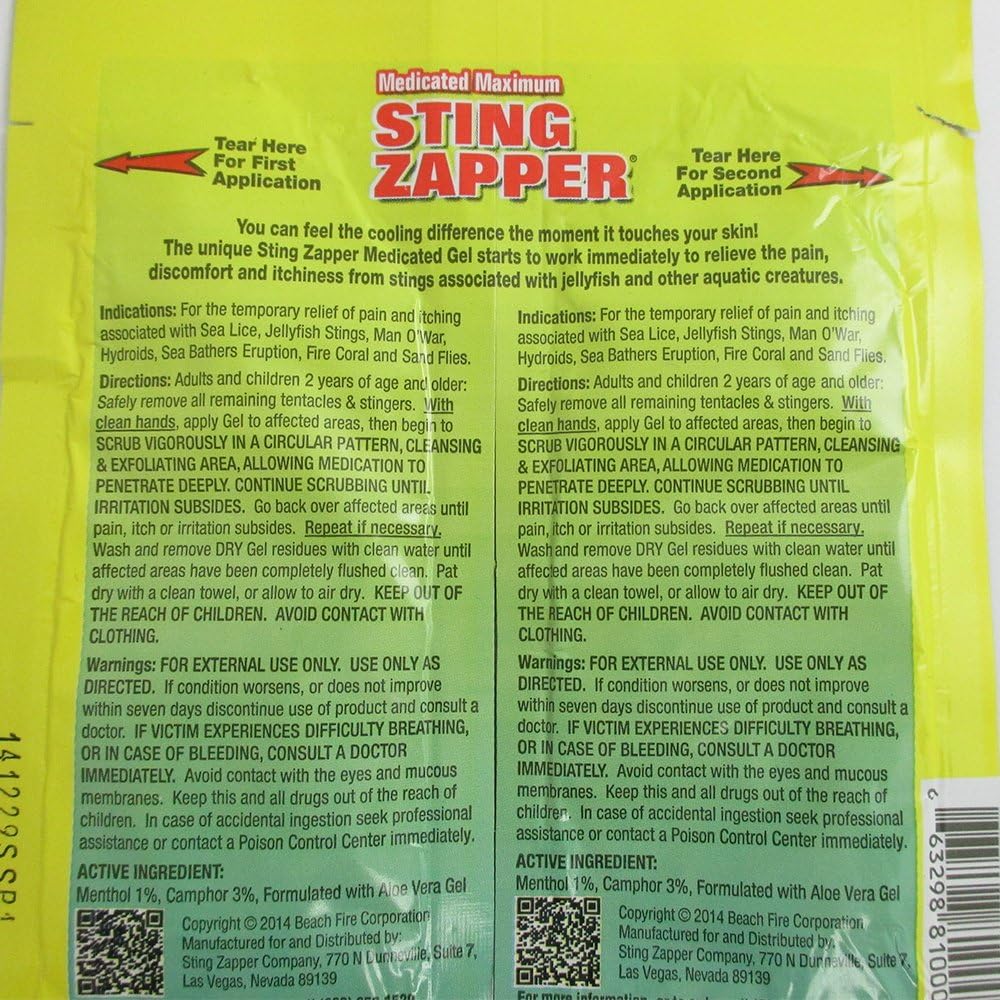 Medicated Maximum
STING
ZAPPER®
Tear Here
For First
Application
Tear Here
For Second
Application
You can feel the cooling difference the moment it touches your skin!
The unique Sting Zapper Medicated Gel starts to work immediately to relieve the pain,
discomfort and itchiness from stings associated with jellyfish and other aquatic creatures.
Indications: For the temporary relief of pain and itching
associated with Sea Lice, Jellyfish Stings, Man O'War,
Hydroids, Sea Bathers Eruption, Fire Coral and Sand Flies.
Directions: Adults and children 2 years of age and older:
Safely remove all remaining tentacles & stingers. With
clean hands, apply Gel to affected areas, then begin to
SCRUB VIGOROUSLY IN A CIRCULAR PATTERN, CLEANSING
& EXFOLIATING AREA, ALLOWING MEDICATION TO
PENETRATE DEEPLY. CONTINUE SCRUBBING UNTIL
IRRITATION SUBSIDES. Go back over affected areas until
pain, itch or irritation subsides. Repeat if necessary.
Wash and remove DRY Gel residues with clean water until
affected areas have been completely flushed clean. Pat
dry with a clean towel, or allow to air dry. KEEP OUT OF
THE REACH OF CHILDREN. AVOID CONTACT WITH
CLOTHING.
Warnings: FOR EXTERNAL USE ONLY. USE ONLY AS
DIRECTED. If condition worsens, or does not improve
within seven days discontinue use of product and consult a
doctor. IF VICTIM EXPERIENCES DIFFICULTY BREATHING,
OR IN CASE OF BLEEDING, CONSULT A DOCTOR
IMMEDIATELY. Avoid contact with the eyes and mucous
membranes. Keep this and all drugs out of the reach of
children. In case of accidental ingestion seek professional
assistance or contact a Poison Control Center immediately.
ACTIVE INGREDIENT:
Menthol 1%, Camphor 3%, Formulated with Aloe Vera Gel
Copyright © 2014 Beach Fire Corporation
Manufactured for and Distributed by:
Sting Zapper Company, 770 N Dunneville, Suite 7,
Las Vegas, Nevada 89139
Indications: For the temporary relief of pain and itching
associated with Sea Lice, Jellyfish Stings, Man O'War,
Hydroids, Sea Bathers Eruption, Fire Coral and Sand Flies.
Directions: Adults and children 2 years of age and older:
Safely remove all remaining tentacles & stingers. With
clean hands, apply Gel to affected areas, then begin to
SCRUB VIGOROUSLY IN A CIRCULAR PATTERN, CLEANSING
& EXFOLIATING AREA, ALLOWING MEDICATION TO
PENETRATE DEEPLY. CONTINUE SCRUBBING UNTIL
IRRITATION SUBSIDES. Go back over affected areas until
pain, itch or irritation subsides. Repeat if necessary.
Wash and remove DRY Gel residues with clean water until
affected areas have been completely flushed clean. Pat
dry with a clean towel, or allow to air dry. KEEP OUT OF
THE REACH OF CHILDREN. AVOID CONTACT WITH
CLOTHING.
Warnings: FOR EXTERNAL USE ONLY. USE ONLY AS
DIRECTED. If condition worsens, or does not improve
within seven days discontinue use of product and consult a
doctor. IF VICTIM EXPERIENCES DIFFICULTY BREATHING,
OR IN CASE OF BLEEDING, CONSULT A DOCTOR
IMMEDIATELY. Avoid contact with the eyes and mucous
membranes. Keep this and all drugs out of the reach of
children. In case of accidental ingestion seek professional
assistance or contact a Poison Control Center immediately.
ACTIVE INGREDIENT:
Menthol 1%, Camphor 3%, Formulated with Aloe Vera Gel
Copyright © 2014 Beach Fire Corporation
Manufactured for and Distributed by:
Sting Zapper Company, 770 N Dunneville, Suite 7,
Las Vegas, Nevada 89139
For more information
14129SSP1
6 63298 8100